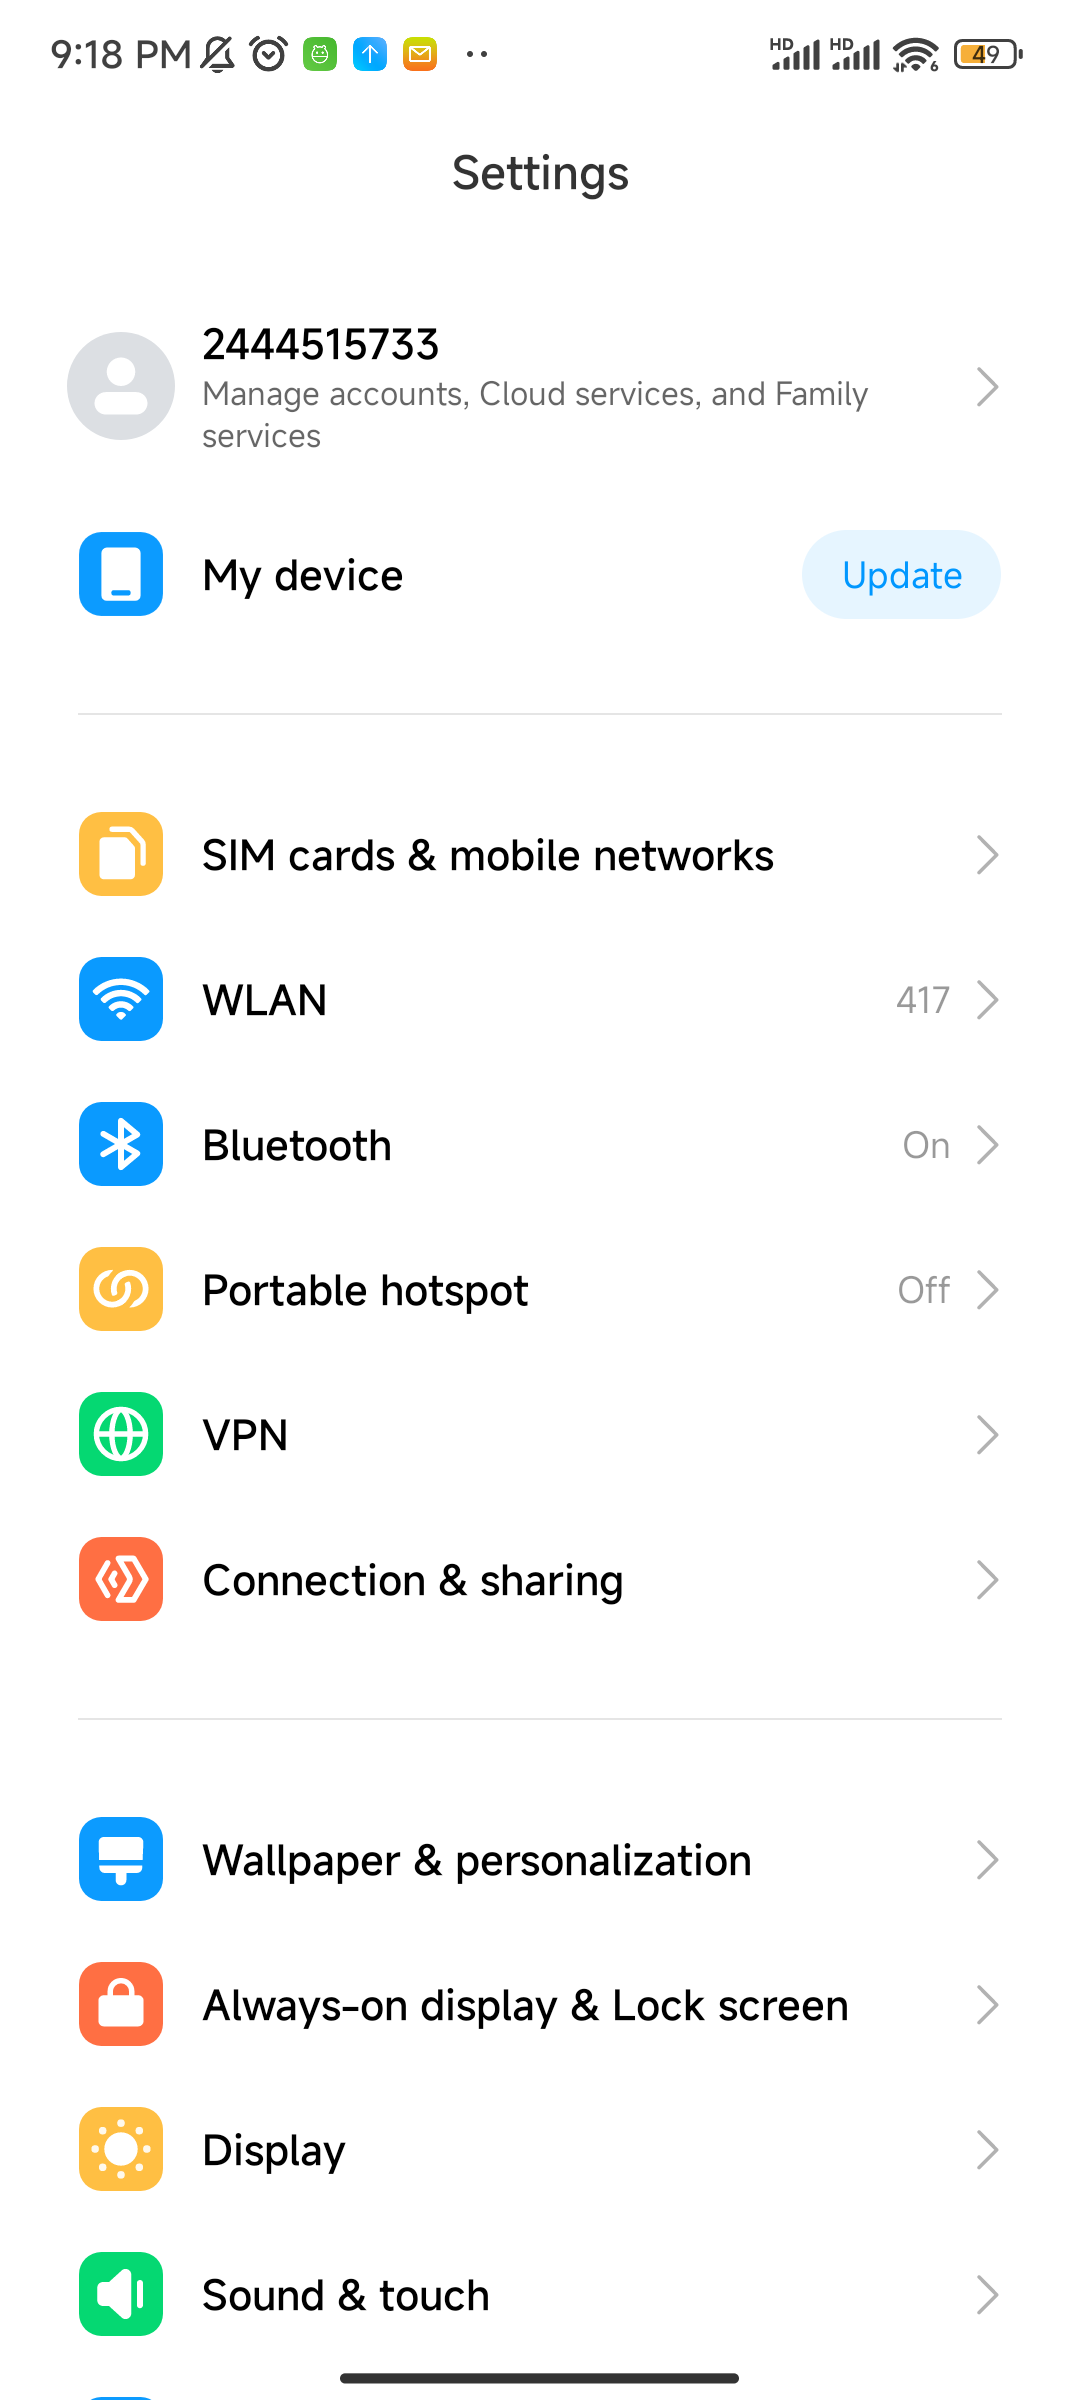 9:18 PM
HD HD 6 49
Settings
2444515733
Manage accounts, Cloud services, and Family
services
My device
Update
SIM cards & mobile networks
WLAN 417
Bluetooth On
Portable hotspot Off
VPN
Connection & sharing
Wallpaper & personalization
Always-on display & Lock screen
Display
Sound & touch